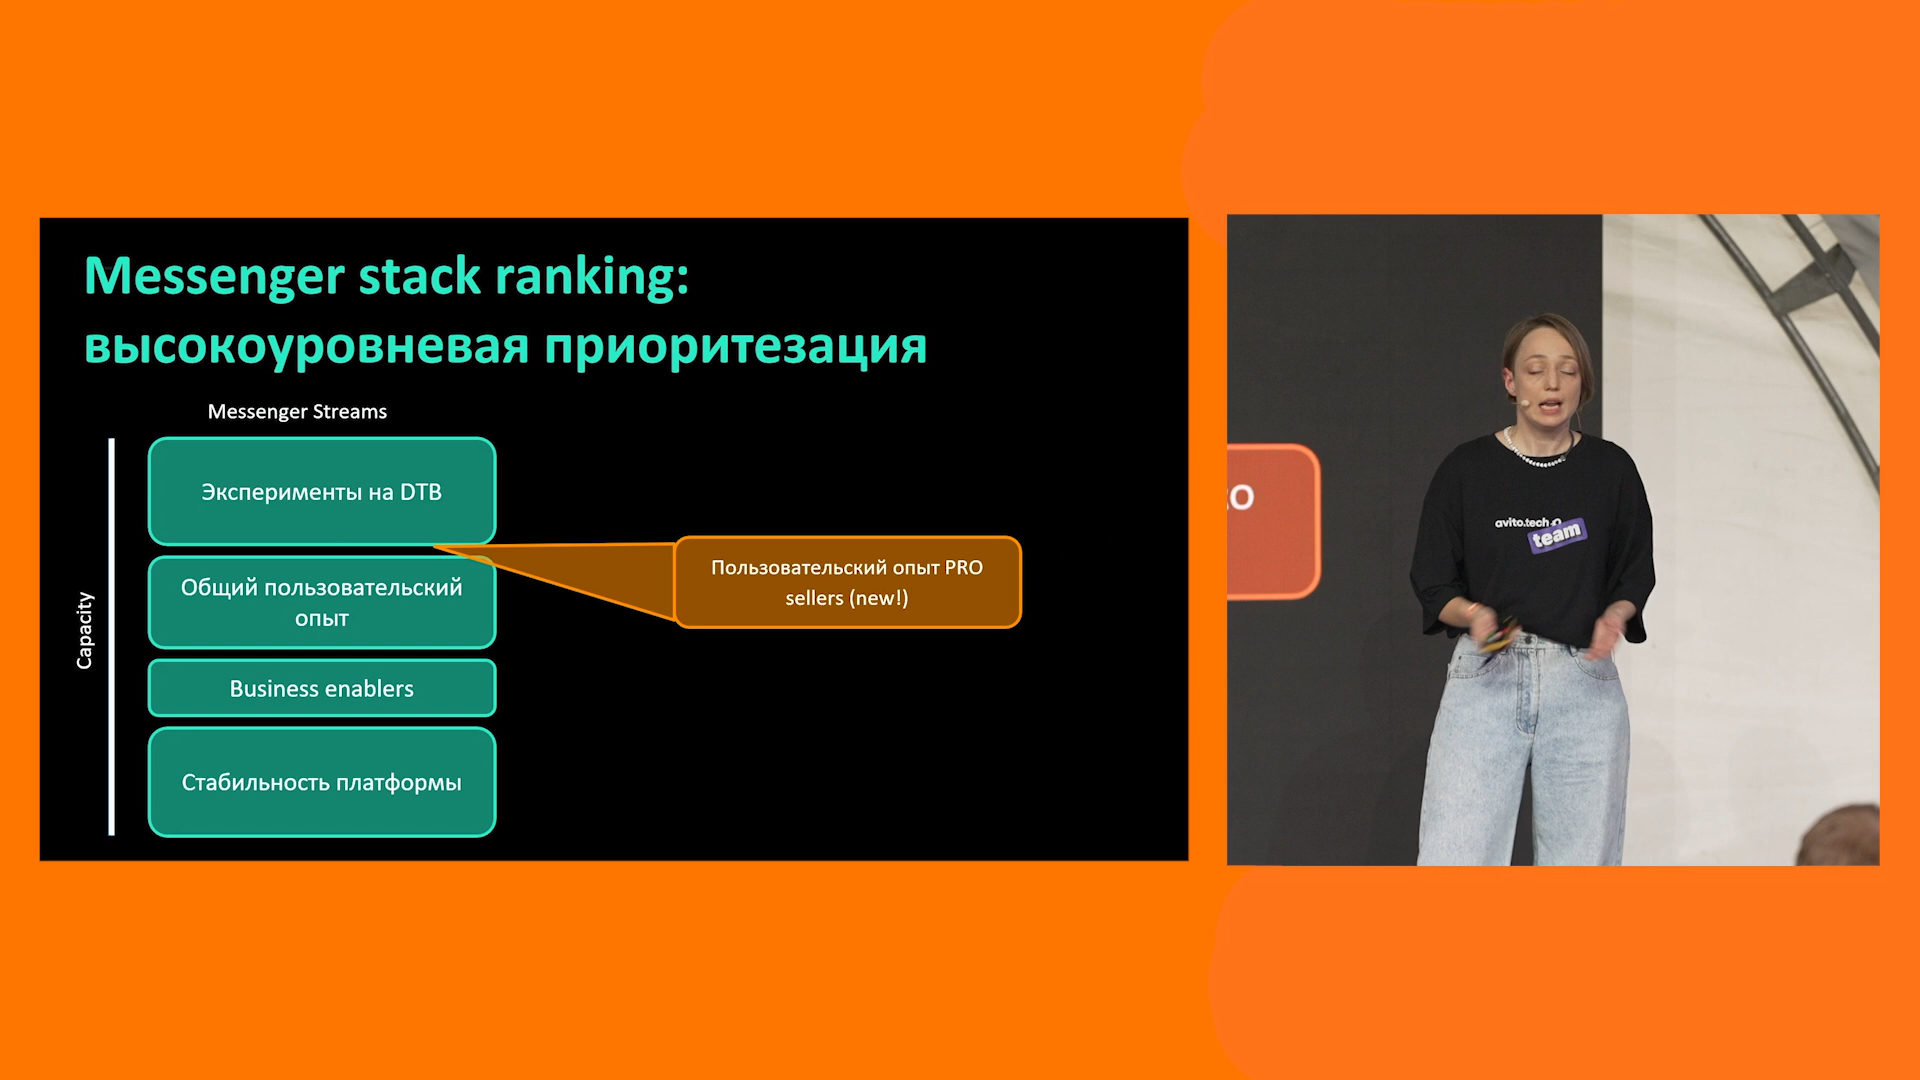 Messenger stack ranking:
высокоуровневая приоритезация
Messenger Streams
Capacity
Эксперименты на DTB
Общий пользовательский
опыт
Business enablers
Стабильность платформы
Пользовательский опыт PRO
sellers (new!)
avito.tech
team